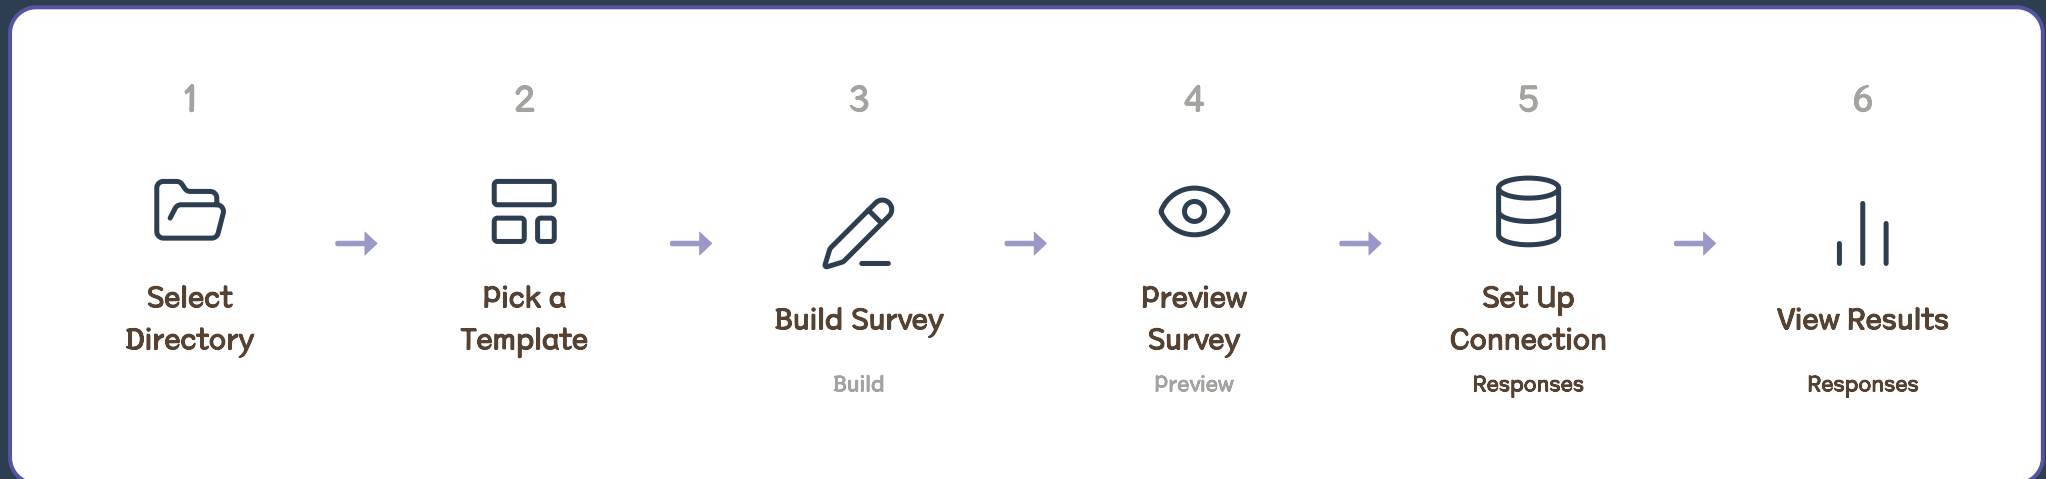 1
Select
Directory
2
Pick a
Template
3
Build Survey
Build
4
Preview
Survey
Preview
5
Set Up
Connection
Responses
6
View Results
Responses